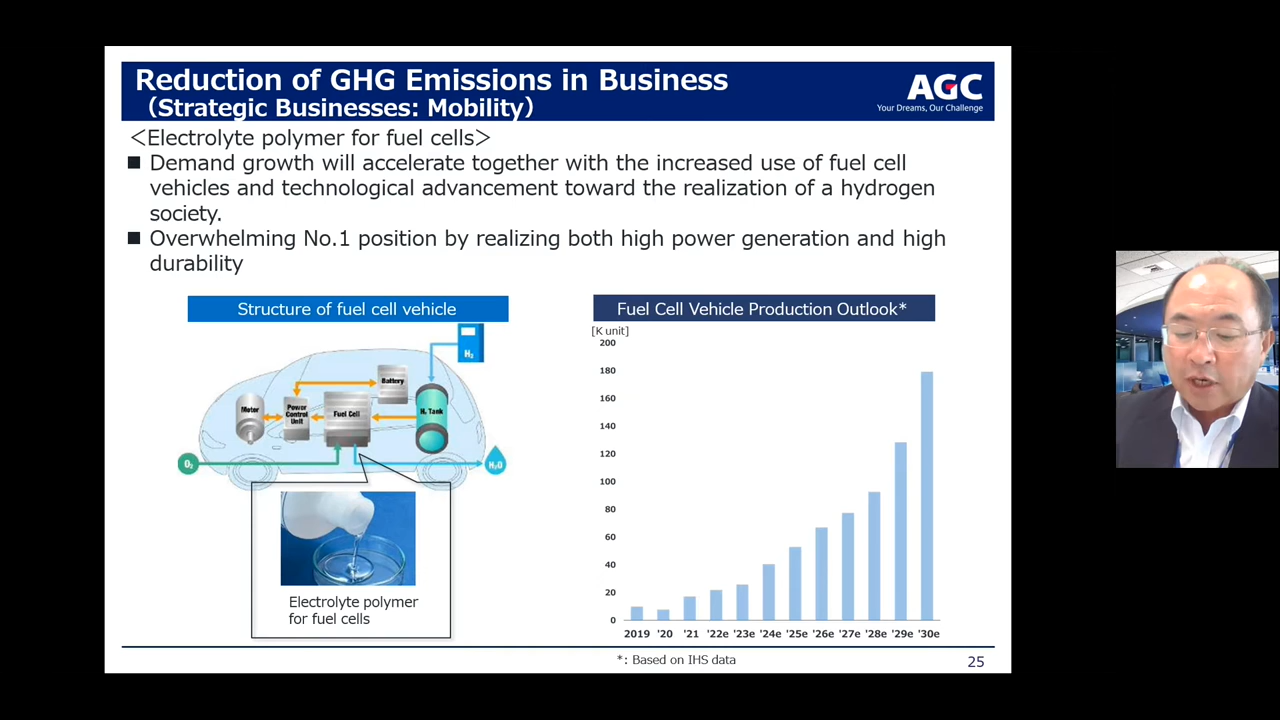 Reduction of GHG Emissions in Business
（Strategic Businesses: Mobility）
AGC
Your Dreams, Our Challenge
＜Electrolyte polymer for fuel cells＞
■ Demand growth will accelerate together with the increased use of fuel cell
vehicles and technological advancement toward the realization of a hydrogen
society.
■ Overwhelming No.1 position by realizing both high power generation and high
durability
Structure of fuel cell vehicle
H₂
Battery
Motor
Power
Control
Unit
Fuel Cell
H₂ Tank
O₂
H₂O
Electrolyte polymer
for fuel cells
Fuel Cell Vehicle Production Outlook*
[K unit]
200
180
160
140
120
100
80
60
40
20
0
2019 '20 '21 '22e '23e '24e '25e '26e '27e '28e '29e '30e
*: Based on IHS data
25